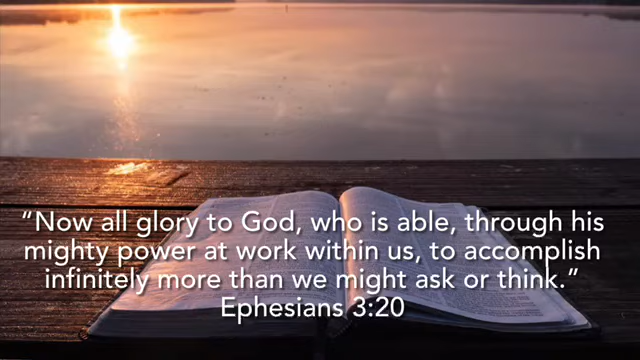 “Now all glory to God, who is able, through his
mighty power at work within us, to accomplish
infinitely more than we might ask or think.”
Ephesians 3:20